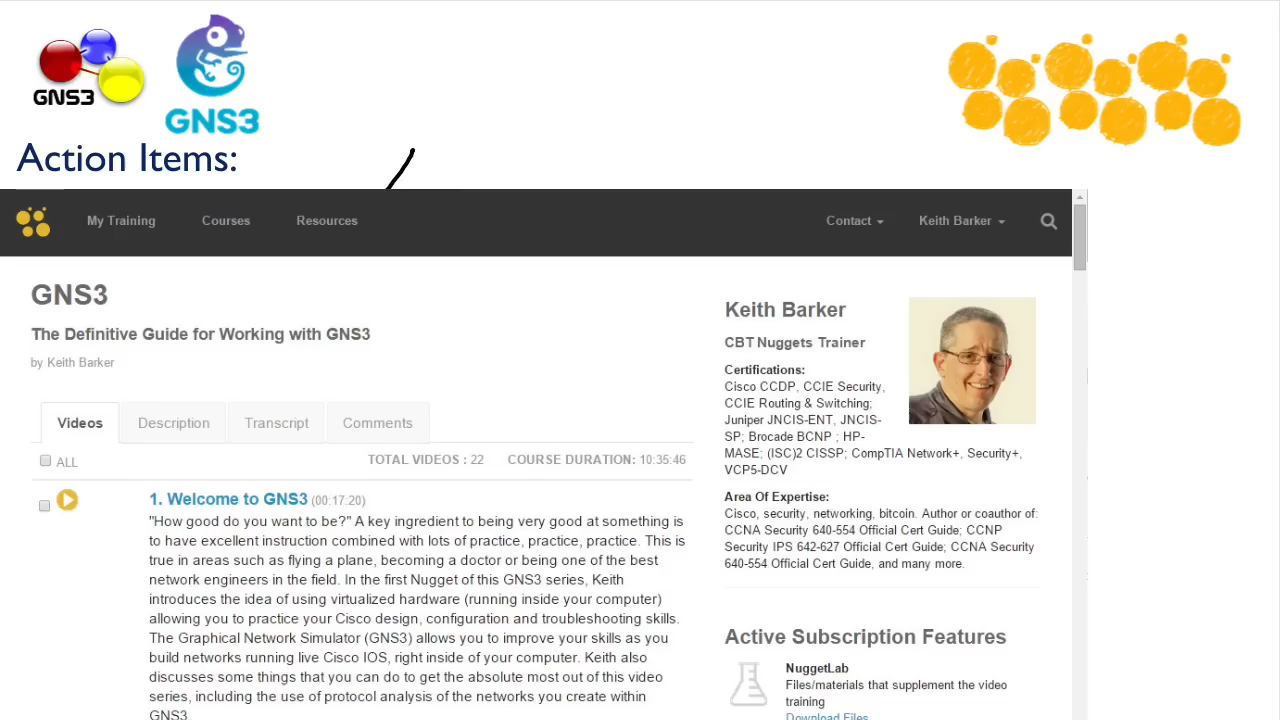 GNS3
GNS3
Action Items:
My Training Courses Resources Contact Keith Barker
GNS3
The Definitive Guide for Working with GNS3
by Keith Barker
Videos Description Transcript Comments
ALL TOTAL VIDEOS : 22 COURSE DURATION: 10:35:46
1. Welcome to GNS3 (00:17:20)
"How good do you want to be?" A key ingredient to being very good at something is
to have excellent instruction combined with lots of practice, practice, practice. This is
true in areas such as flying a plane, becoming a doctor or being one of the best
network engineers in the field. In the first Nugget of this GNS3 series, Keith
introduces the idea of using virtualized hardware (running inside your computer)
allowing you to practice your Cisco design, configuration and troubleshooting skills.
The Graphical Network Simulator (GNS3) allows you to improve your skills as you
build networks running live Cisco IOS, right inside of your computer. Keith also
discusses some things that you can do to get the absolute most out of this video
series, including the use of protocol analysis of the networks you create within
GNS3
Keith Barker
CBT Nuggets Trainer
Certifications:
Cisco CCDP, CCIE Security,
CCIE Routing & Switching;
Juniper JNCIS-ENT, JNCIS-
SP; Brocade BCNP ; HP-
MASE; (ISC)2 CISSP; CompTIA Network+, Security+,
VCP5-DCV
Area Of Expertise:
Cisco, security, networking, bitcoin. Author or coauthor of:
CCNA Security 640-554 Official Cert Guide; CCNP
Security IPS 642-627 Official Cert Guide; CCNA Security
640-554 Official Cert Guide, and many more.
Active Subscription Features
NuggetLab
Files/materials that supplement the video
training
Download Files